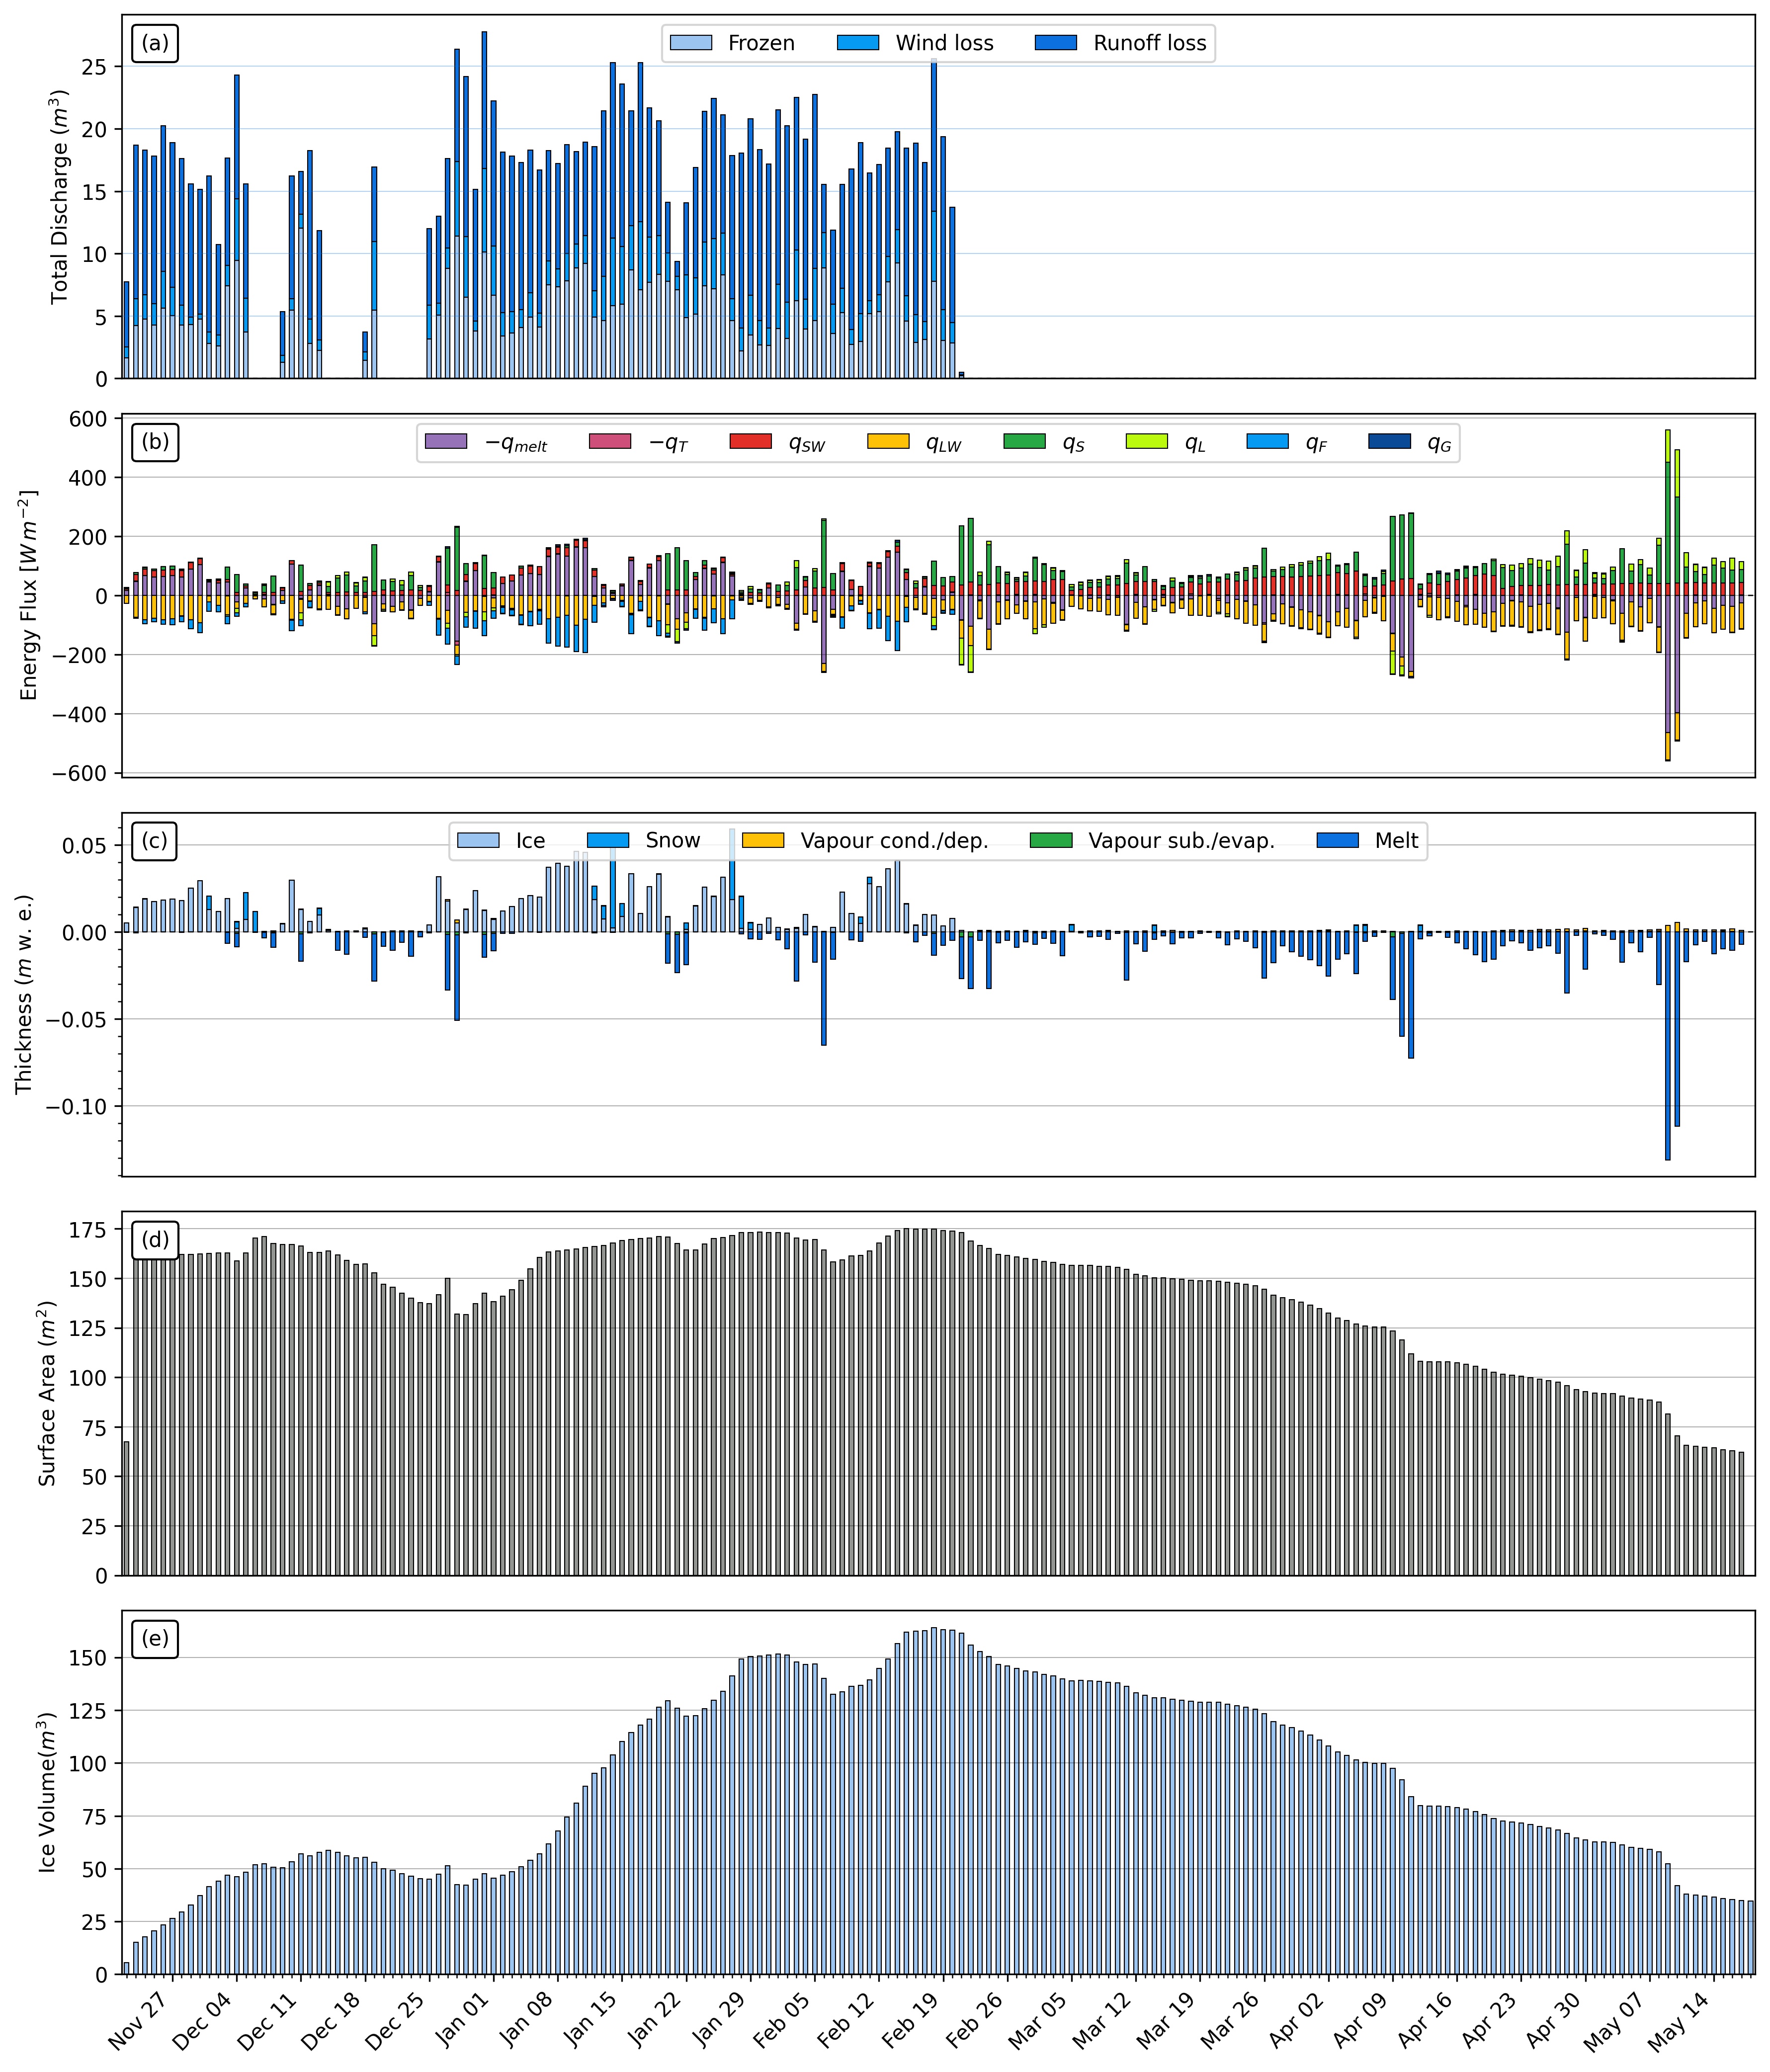 (a)
Frozen Wind loss Runoff loss
Total Discharge (m³)
25
20
15
10
5
0
(b)
−q_melt −q_T q_SW q_LW q_S q_L q_F q_G
Energy Flux [W m⁻²]
600
400
200
0
−200
−400
−600
(c)
Ice Snow Vapour cond./dep. Vapour sub./evap. Melt
Thickness (m w. e.)
0.05
0.00
−0.05
−0.10
(d)
Surface Area (m²)
175
150
125
100
75
50
25
0
(e)
Ice Volume(m³)
150
125
100
75
50
25
0
Nov 27 Dec 04 Dec 11 Dec 18 Dec 25 Jan 01 Jan 08 Jan 15 Jan 22 Jan 29 Feb 05 Feb 12 Feb 19 Feb 26 Mar 05 Mar 12 Mar 19 Mar 26 Apr 02 Apr 09 Apr 16 Apr 23 Apr 30 May 07 May 14